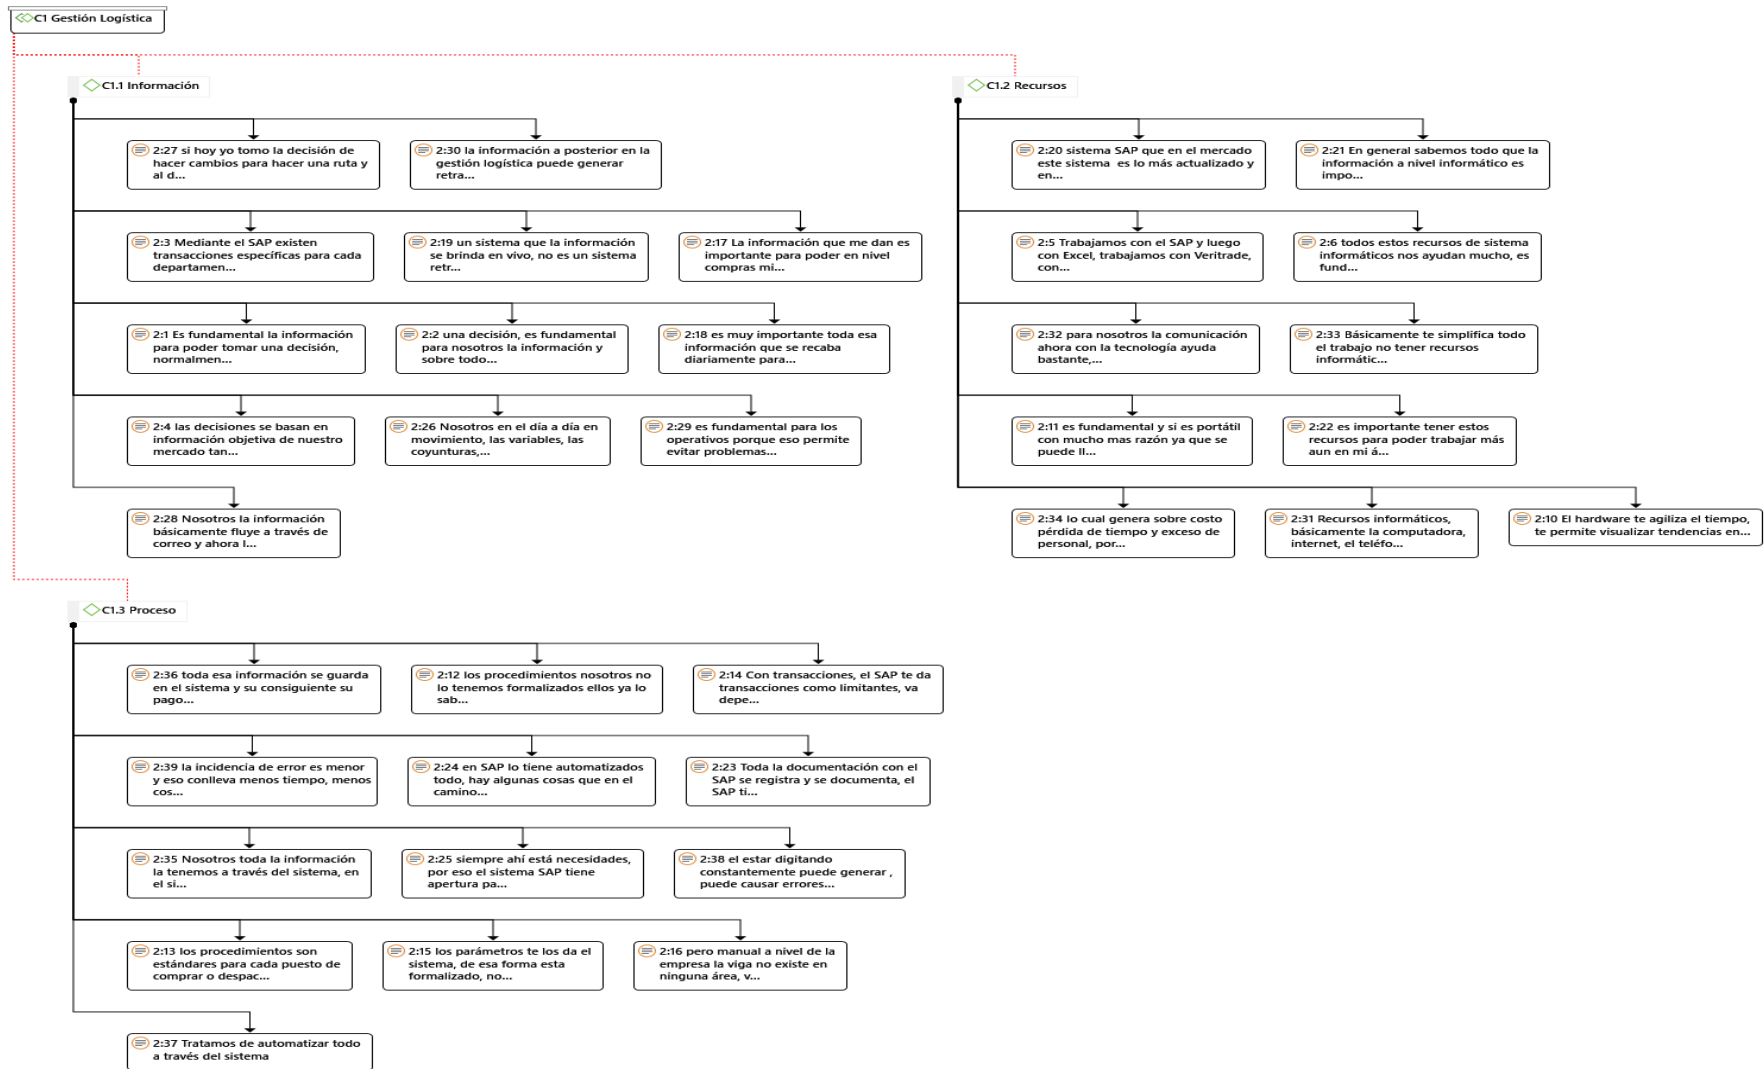 C1 Gestión Logística
C1.1 Información
2:27 si hoy yo tomo la decisión de
hacer cambios para hacer una ruta y
al d...
2:30 la información a posterior en la
gestión logística puede generar
retra...
2:3 Mediante el SAP existen
transacciones especificas para cada
departamen...
2:19 un sistema que la información
se brinda en vivo, no es un sistema
retr...
2:17 La información que me dan es
importante para poder en nivel
compras mi...
2:1 Es fundamental la información
para poder tomar una decisión,
normalmen...
2:2 una decisión, es fundamental
para nosotros la información y
sobre todo...
2:18 es muy importante toda esa
información que se recaba
diariamente para...
2:4 las decisiones se basan en
información objetiva de nuestro
mercado tan...
2:26 Nosotros en el día a día en
movimiento, las variables, las
coyunturas,...
2:29 es fundamental para los
operativos porque eso permite
evitar problemas...
2:28 Nosotros la información
básicamente fluye a través de
correo y ahora l...
C1.2 Recursos
2:20 sistema SAP que en el mercado
este sistema  es lo más actualizado y
en...
2:21 En general sabemos todo que la
información a nivel informático es
impo...
2:5 Trabajamos con el SAP y luego
con Excel, trabajamos con Veritrade,
con...
2:6 todos estos recursos de sistema
informáticos nos ayudan mucho, es
fund...
2:32 para nosotros la comunicación
ahora con la tecnología ayuda
bastante,...
2:33 Básicamente te simplifica todo
el trabajo no tener recursos
informátic...
2:11 es fundamental y si es portátil
con mucho mas razón ya que se
puede ll...
2:22 es importante tener estos
recursos para poder trabajar más
aun en mi á...
2:34 lo cual genera sobre costo
pérdida de tiempo y exceso de
personal, por...
2:31 Recursos informáticos,
básicamente la computadora,
internet, el teléfo...
2:10 El hardware te agiliza el tiempo,
te permite visualizar tendencias en...
C1.3 Proceso
2:36 toda esa información se guarda
en el sistema y su consiguiente su
pago...
2:12 los procedimientos nosotros no
lo tenemos formalizados ellos ya lo
sab...
2:14 Con transacciones, el SAP te da
transacciones como limitantes, va
depe...
2:39 la incidencia de error es menor
y eso conlleva menos tiempo, menos
cos...
2:24 en SAP lo tiene automatizados
todo, hay algunas cosas que en el
camino...
2:23 Toda la documentación con el
SAP se registra y se documenta, el
SAP ti...
2:35 Nosotros toda la información
la tenemos a través del sistema, en
el si...
2:25 siempre ahí está necesidades,
por eso el sistema SAP tiene
apertura pa...
2:38 el estar digitando
constantemente puede generar ,
puede causar errores...
2:13 los procedimientos son
estándares para cada puesto de
comprar o despac...
2:15 los parámetros te los da el
sistema, de esa forma esta
formalizado, no...
2:16 pero manual a nivel de la
empresa la viga no existe en
ninguna área, v...
2:37 Tratamos de automatizar todo
a través del sistema